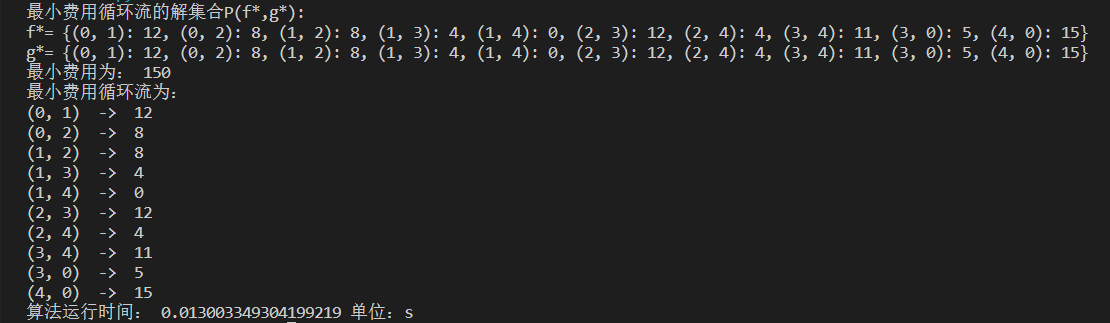 最小费用循环流的解集合P(f*,g*):
f*= {(0, 1): 12, (0, 2): 8, (1, 2): 8, (1, 3): 4, (1, 4): 0, (2, 3): 12, (2, 4): 4, (3, 4): 11, (3, 0): 5, (4, 0): 15}
g*= {(0, 1): 12, (0, 2): 8, (1, 2): 8, (1, 3): 4, (1, 4): 0, (2, 3): 12, (2, 4): 4, (3, 4): 11, (3, 0): 5, (4, 0): 15}
最小费用为: 150
最小费用循环流为:
(0, 1)  ->  12
(0, 2)  ->  8
(1, 2)  ->  8
(1, 3)  ->  4
(1, 4)  ->  0
(2, 3)  ->  12
(2, 4)  ->  4
(3, 4)  ->  11
(3, 0)  ->  5
(4, 0)  ->  15
算法运行时间: 0.013003349304199219 单位:s